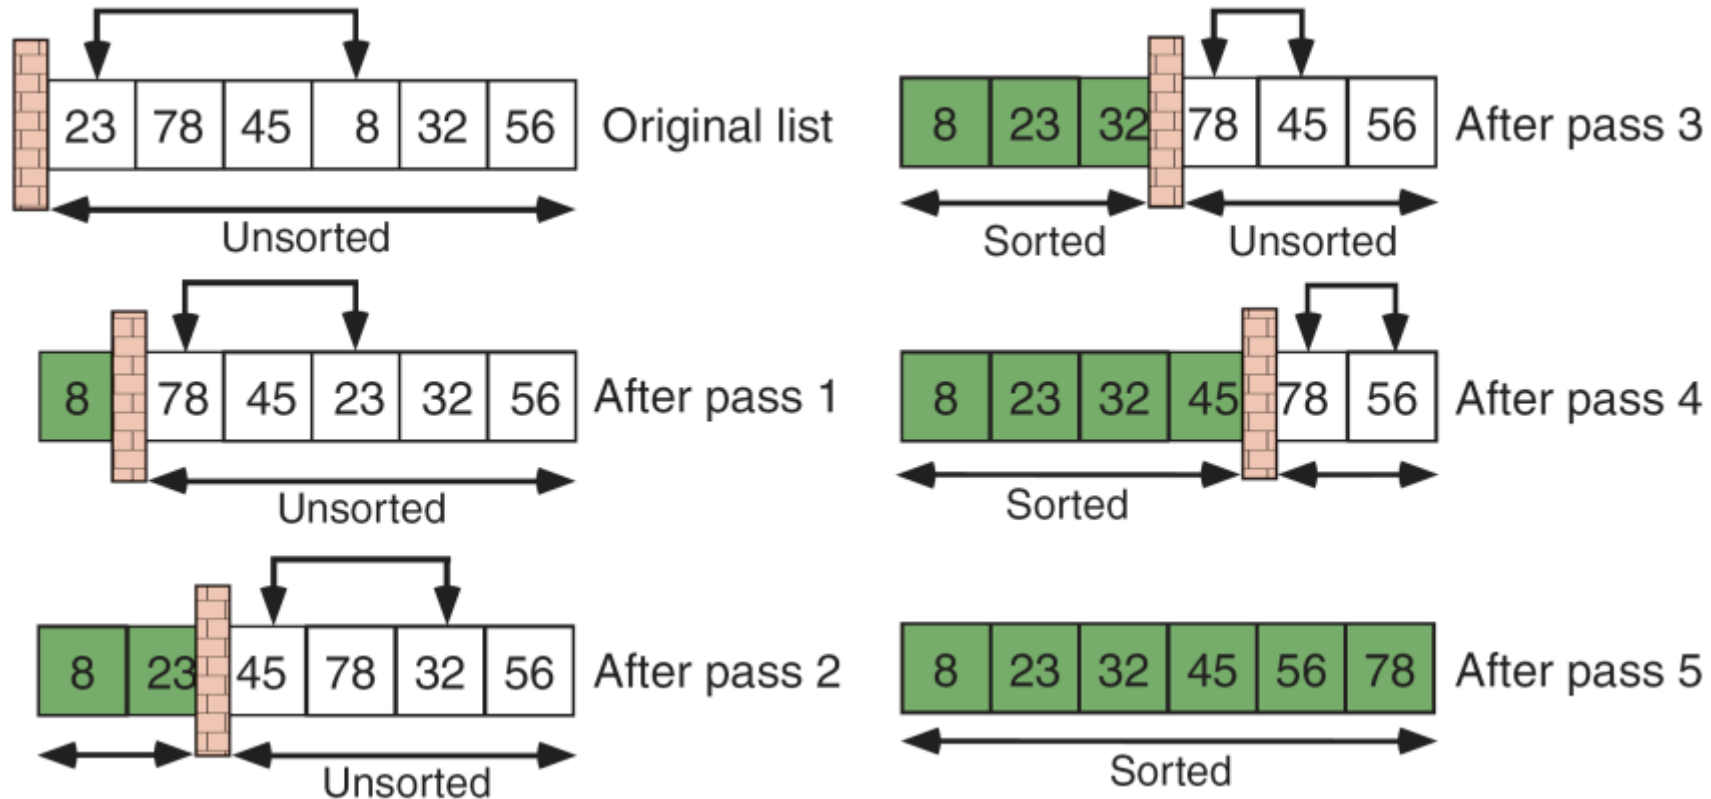 23 78 45 8 32 56 Original list
Unsorted
8 78 45 23 32 56 After pass 1
Unsorted
8 23 45 78 32 56 After pass 2
Unsorted
8 23 32 78 45 56 After pass 3
Sorted Unsorted
8 23 32 45 78 56 After pass 4
Sorted
8 23 32 45 56 78 After pass 5
Sorted